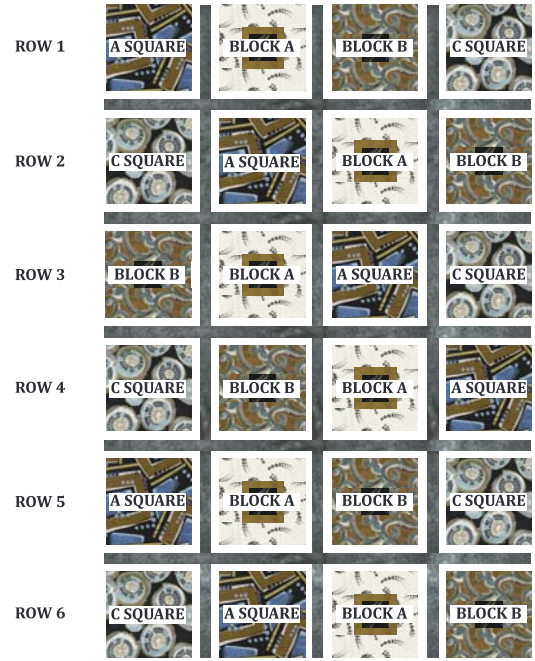 ROW 1 A SQUARE BLOCK A BLOCK B C SQUARE
ROW 2 C SQUARE A SQUARE BLOCK A BLOCK B
ROW 3 BLOCK B BLOCK A A SQUARE C SQUARE
ROW 4 C SQUARE BLOCK B BLOCK A A SQUARE
ROW 5 A SQUARE BLOCK A BLOCK B C SQUARE
ROW 6 C SQUARE A SQUARE BLOCK A BLOCK B